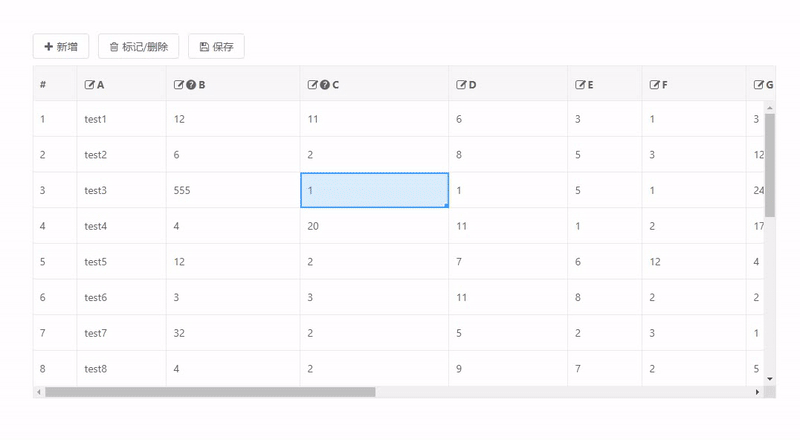 新增 标记/删除 保存
# A B C D E F G
1 test1 12 11 6 3 1 3
2 test2 6 2 8 5 3 12
3 test3 555 1 1 5 1 24
4 test4 4 20 11 1 2 17
5 test5 12 2 7 6 12 4
6 test6 3 3 11 8 2 2
7 test7 32 2 5 2 3 1
8 test8 4 2 9 7 2 5